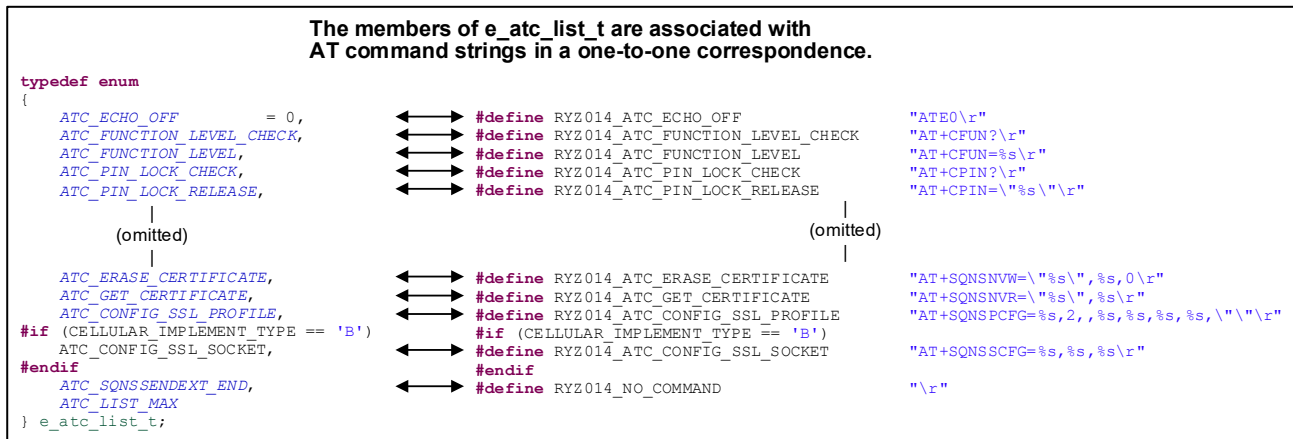 The members of e_atc_list_t are associated with
AT command strings in a one-to-one correspondence.
typedef enum
{
ATC_ECHO_OFF = 0, #define RYZ014_ATC_ECHO_OFF "ATE0\r"
ATC_FUNCTION_LEVEL_CHECK, #define RYZ014_ATC_FUNCTION_LEVEL_CHECK "AT+CFUN?\r"
ATC_FUNCTION_LEVEL, #define RYZ014_ATC_FUNCTION_LEVEL "AT+CFUN=%s\r"
ATC_PIN_LOCK_CHECK, #define RYZ014_ATC_PIN_LOCK_CHECK "AT+CPIN?\r"
ATC_PIN_LOCK_RELEASE, #define RYZ014_ATC_PIN_LOCK_RELEASE "AT+CPIN=\"%s\"\r"
(omitted) (omitted)
ATC_ERASE_CERTIFICATE, #define RYZ014_ATC_ERASE_CERTIFICATE "AT+SQNSNVW=\"%s\",%s,0\r"
ATC_GET_CERTIFICATE, #define RYZ014_ATC_GET_CERTIFICATE "AT+SQNSNVR=\"%s\",%s\r"
ATC_CONFIG_SSL_PROFILE, #define RYZ014_ATC_CONFIG_SSL_PROFILE "AT+SQNSPCFG=%s,2,,%s,%s,%s,%s,\"\"\r"
#if (CELLULAR_IMPLEMENT_TYPE == 'B') #if (CELLULAR_IMPLEMENT_TYPE == 'B')
ATC_CONFIG_SSL_SOCKET, #define RYZ014_ATC_CONFIG_SSL_SOCKET "AT+SQNSSCFG=%s,%s,%s\r"
#endif #endif
ATC_SQNSSENDEXT_END, #define RYZ014_NO_COMMAND "\r"
ATC_LIST_MAX
} e_atc_list_t;